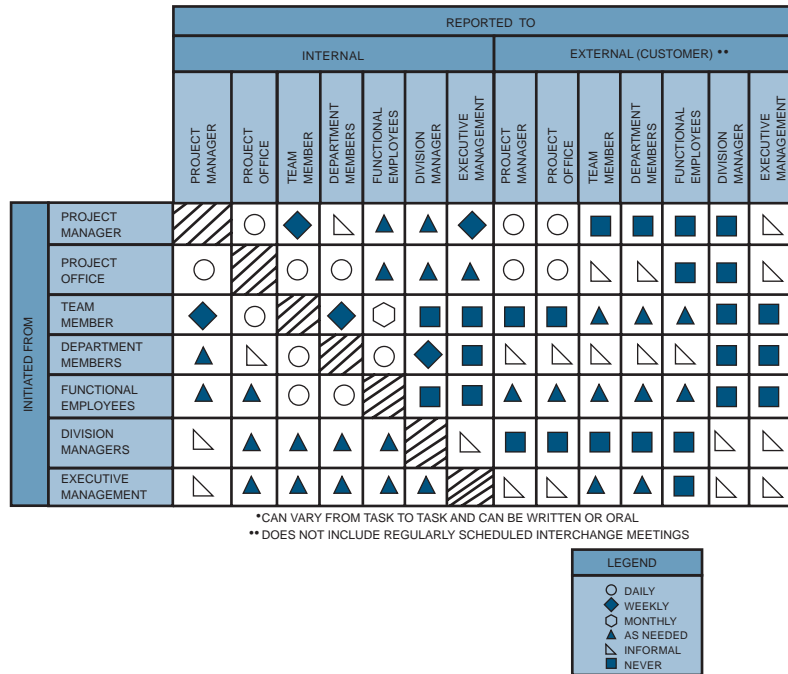 REPORTED TO
INTERNAL
EXTERNAL (CUSTOMER) **
PROJECT
MANAGER
PROJECT
OFFICE
TEAM
MEMBER
DEPARTMENT
MEMBERS
FUNCTIONAL
EMPLOYEES
DIVISION
MANAGER
EXECUTIVE
MANAGEMENT
PROJECT
MANAGER
PROJECT
OFFICE
TEAM
MEMBER
DEPARTMENT
MEMBERS
FUNCTIONAL
EMPLOYEES
DIVISION
MANAGER
EXECUTIVE
MANAGEMENT
INITIATED FROM
PROJECT
MANAGER
PROJECT
OFFICE
TEAM
MEMBER
DEPARTMENT
MEMBERS
FUNCTIONAL
EMPLOYEES
DIVISION
MANAGERS
EXECUTIVE
MANAGEMENT
*CAN VARY FROM TASK TO TASK AND CAN BE WRITTEN OR ORAL
** DOES NOT INCLUDE REGULARLY SCHEDULED INTERCHANGE MEETINGS
LEGEND
DAILY
WEEKLY
MONTHLY
AS NEEDED
INFORMAL
NEVER